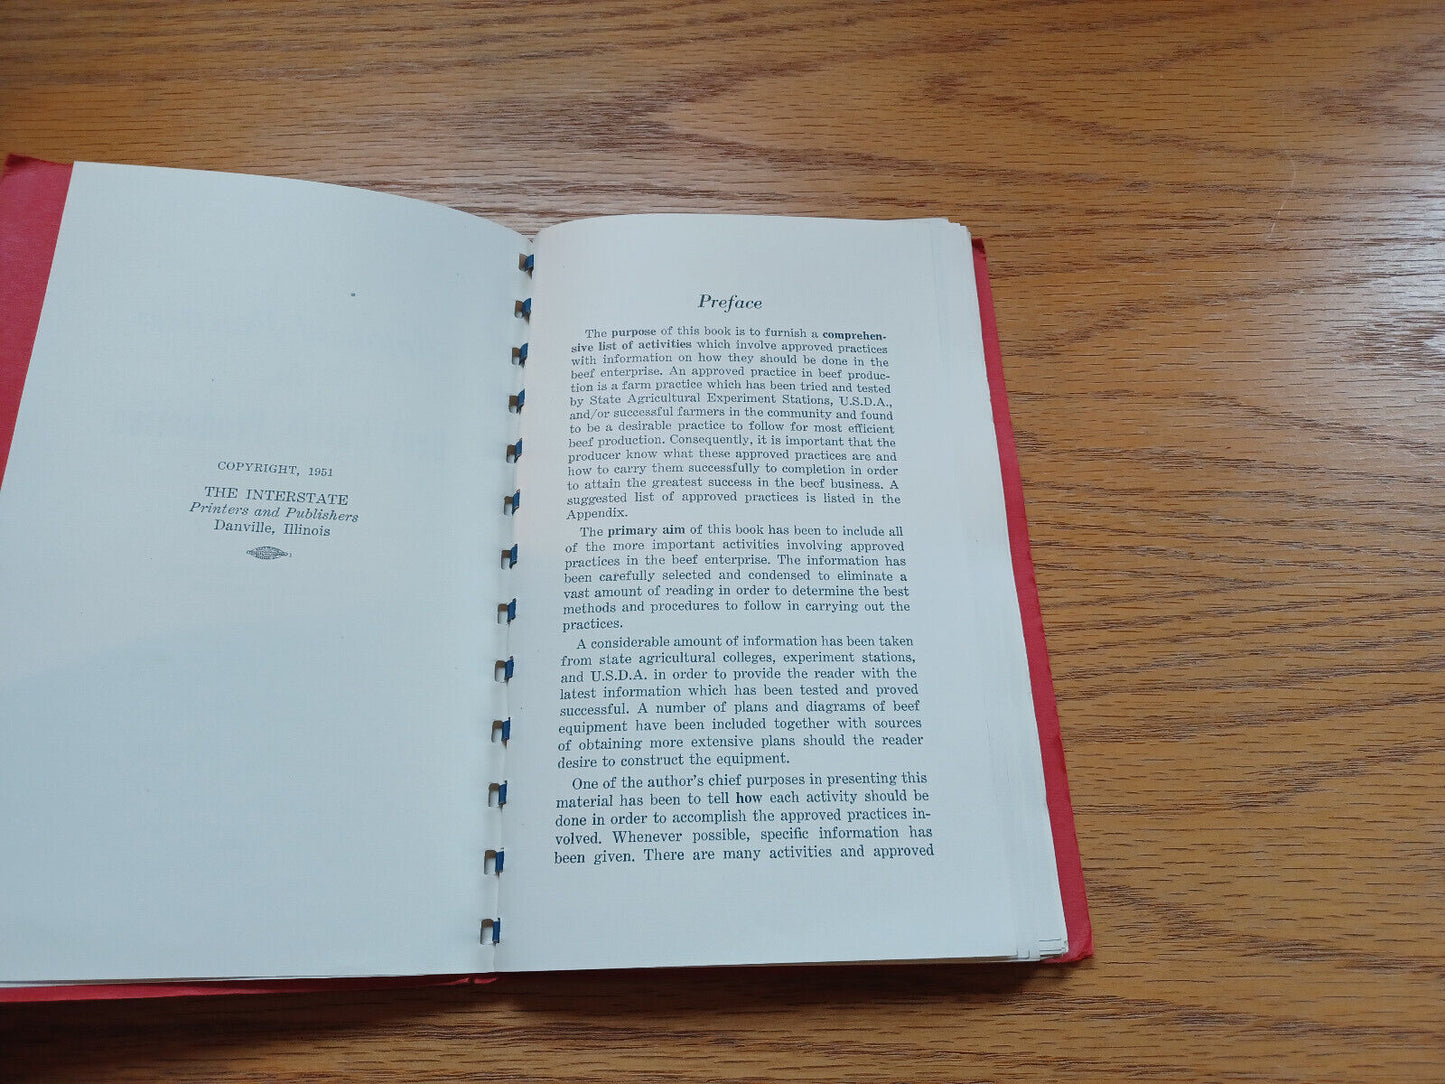 COPYRIGHT, 1951
THE INTERSTATE
Printers and Publishers
Danville, Illinois
Preface
The purpose of this book is to furnish a comprehen-
sive list of activities which involve approved practices
with information on how they should be done in the
beef enterprise. An approved practice in beef produc-
tion is a farm practice which has been tried and tested
by State Agricultural Experiment Stations, U.S.D.A.,
and/or successful farmers in the community and found
to be a desirable practice to follow for most efficient
beef production. Consequently, it is important that the
producer know what these approved practices are and
how to carry them successfully to completion in order
to attain the greatest success in the beef business. A
suggested list of approved practices is listed in the
Appendix.
The primary aim of this book has been to include all
of the more important activities involving approved
practices in the beef enterprise. The information has
been carefully selected and condensed to eliminate a
vast amount of reading in order to determine the best
methods and procedures to follow in carrying out the
practices.
A considerable amount of information has been taken
from state agricultural colleges, experiment stations,
and U.S.D.A. in order to provide the reader with the
latest information which has been tested and proved
successful. A number of plans and diagrams of beef
equipment have been included together with sources
of obtaining more extensive plans should the reader
desire to construct the equipment.
One of the author's chief purposes in presenting this
material has been to tell how each activity should be
done in order to accomplish the approved practices in-
volved. Whenever possible, specific information has
been given. There are many activities and approved